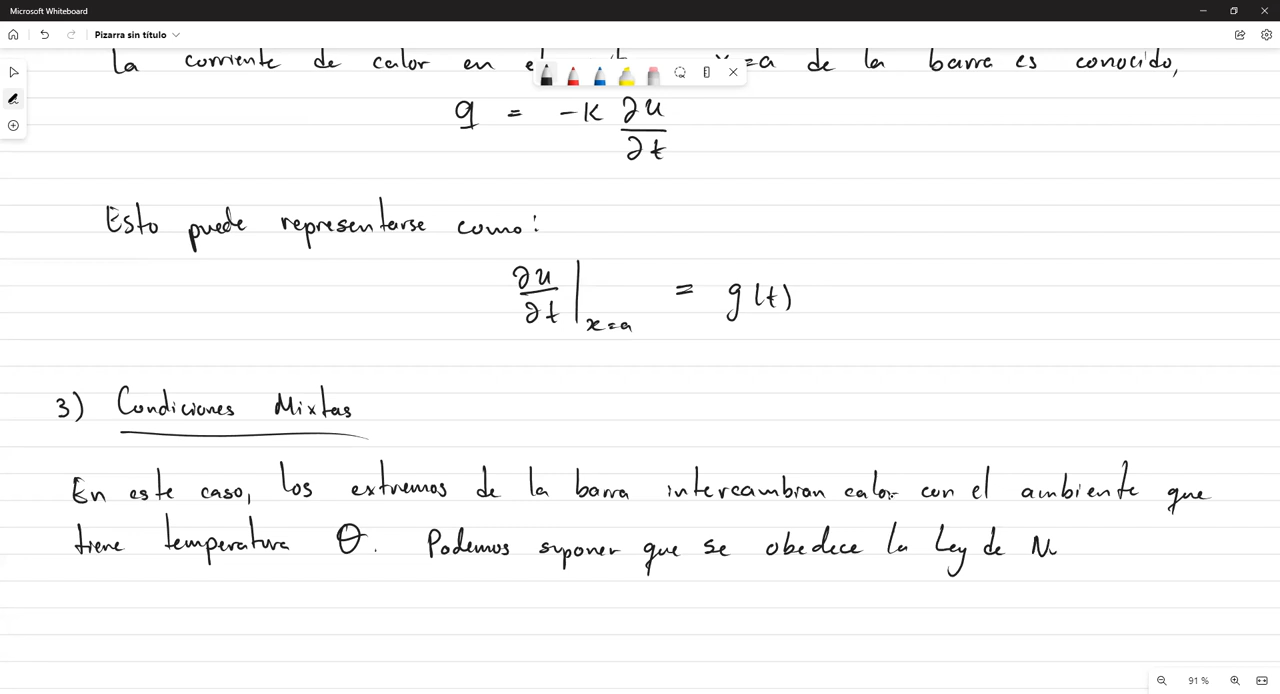 Microsoft Whiteboard
Pizarra sin título
la corriente de calor en el x=a de la barra es conocido,
q = -K ∂u/∂t
Esto puede representarse como:
∂u/∂t |x=a = g(t)
3) Condiciones Mixtas
En este caso, los extremos de la barra intercambian calor con el ambiente que
tiene temperatura θ. Podemos suponer que se obedece la Ley de N
91 %